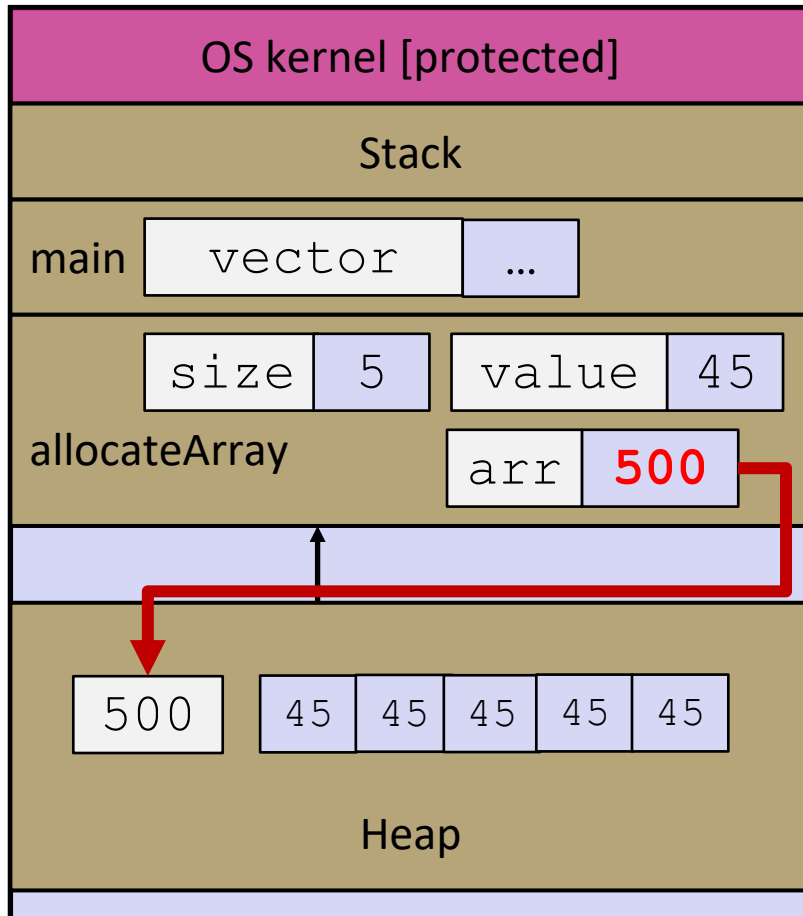 OS kernel [protected]
Stack
main vector …
size 5 value 45
allocateArray
arr 500
500 45 45 45 45 45
Heap